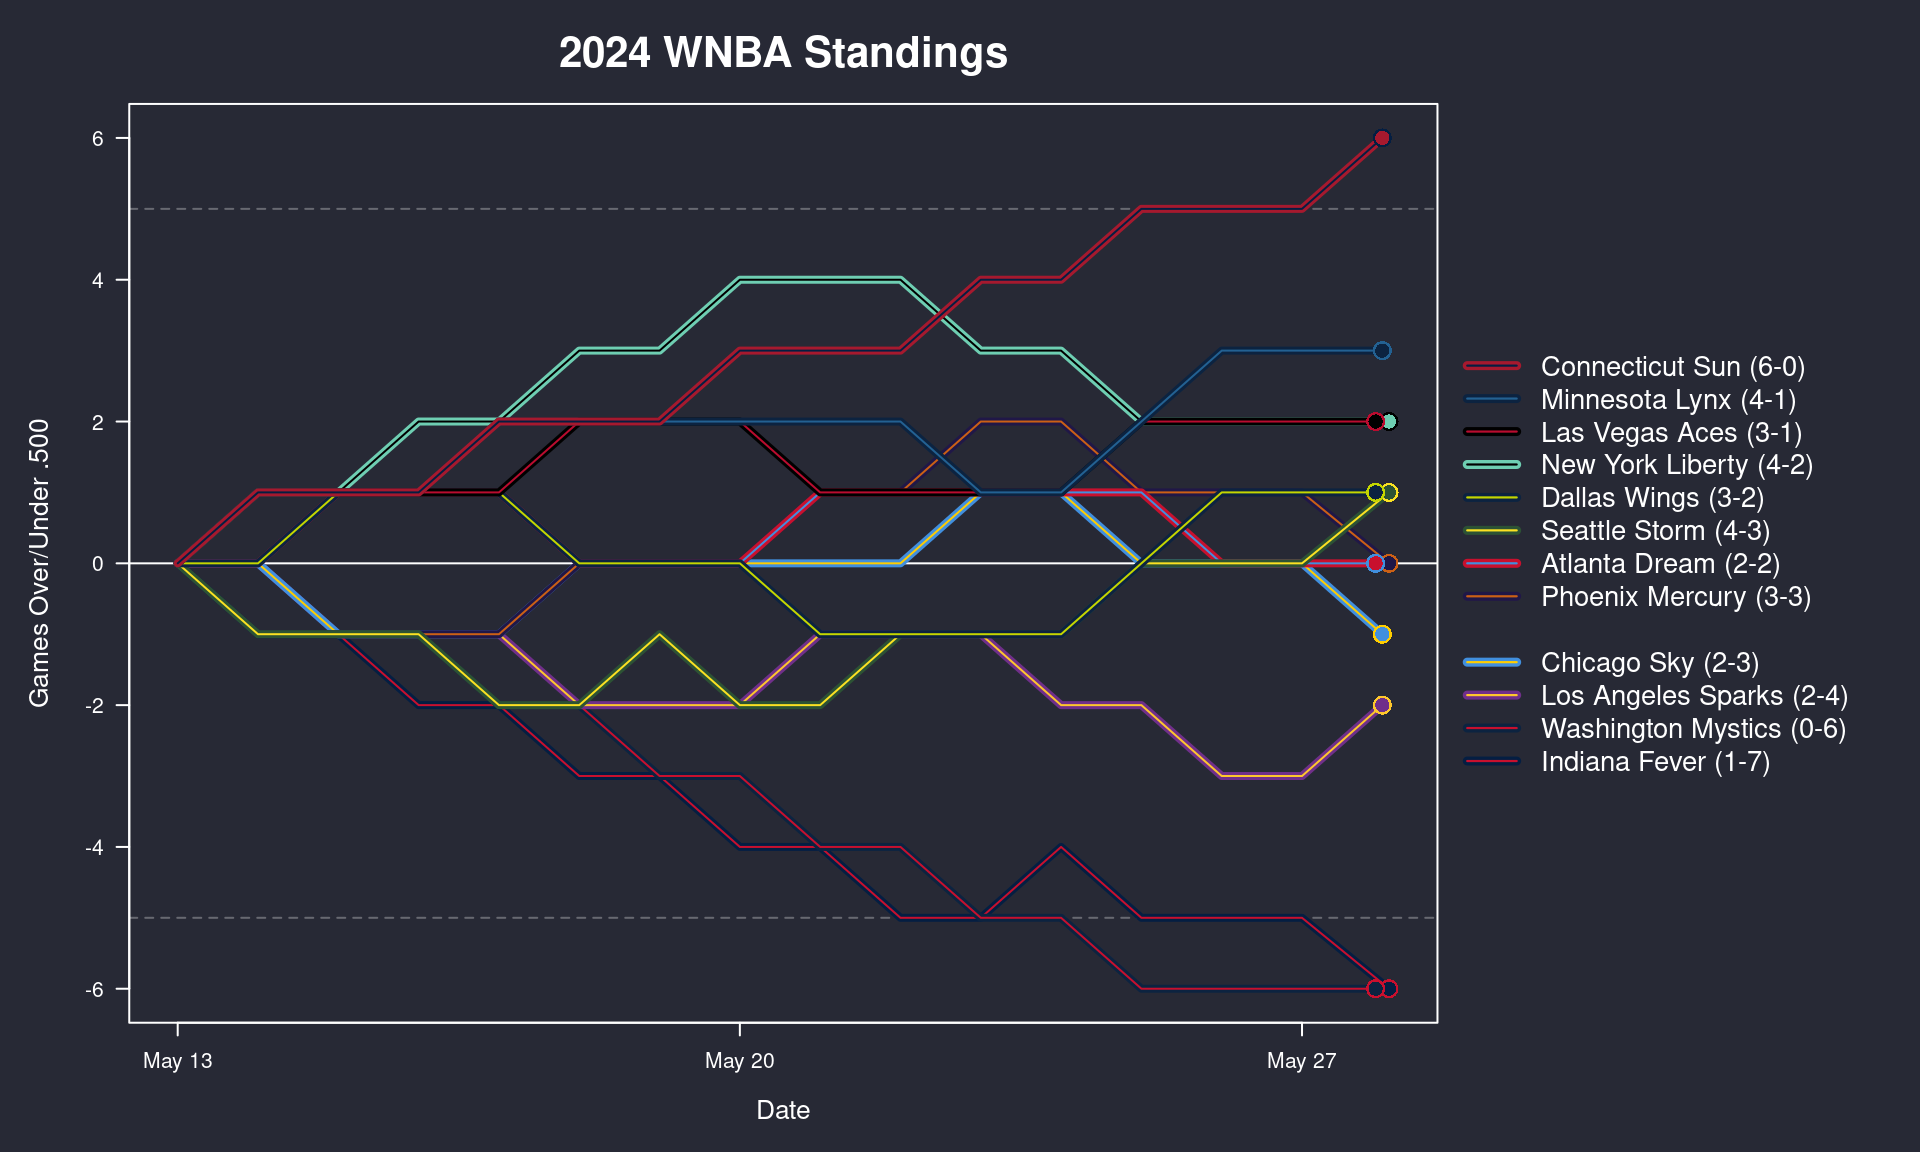 2024 WNBA Standings
Games Over/Under .500
6
4
2
0
-2
-4
-6
May 13
May 20
May 27
Date
Connecticut Sun (6-0)
Minnesota Lynx (4-1)
Las Vegas Aces (3-1)
New York Liberty (4-2)
Dallas Wings (3-2)
Seattle Storm (4-3)
Atlanta Dream (2-2)
Phoenix Mercury (3-3)
Chicago Sky (2-3)
Los Angeles Sparks (2-4)
Washington Mystics (0-6)
Indiana Fever (1-7)